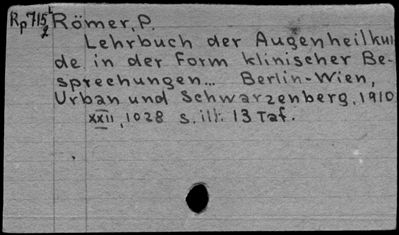 Rp715 Römer, P.
Lehrbuch der Augenheilkun
de in der Form klinischer Be-
sprechungen... Berlin-Wien,
Urban und Schwarzenberg, 1910
XXII, 1028 S. ill. 13 Taf.